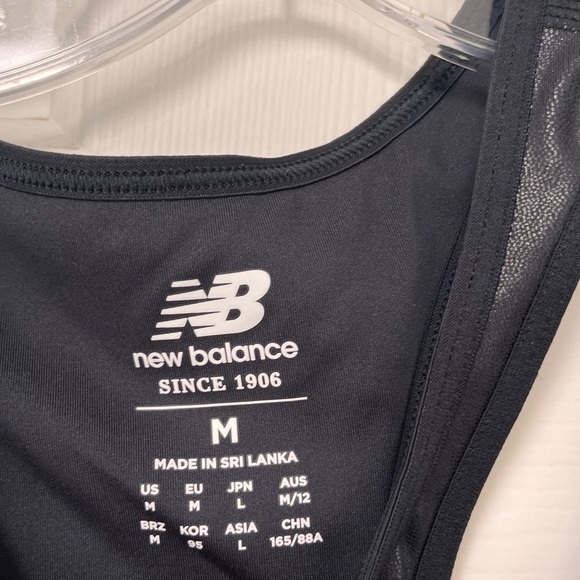 NB
new balance
SINCE 1906
M
MADE IN SRI LANKA
US EU JPN AUS
M M L M/12
BRZ KOR ASIA CHN
M 95 L 165/88A